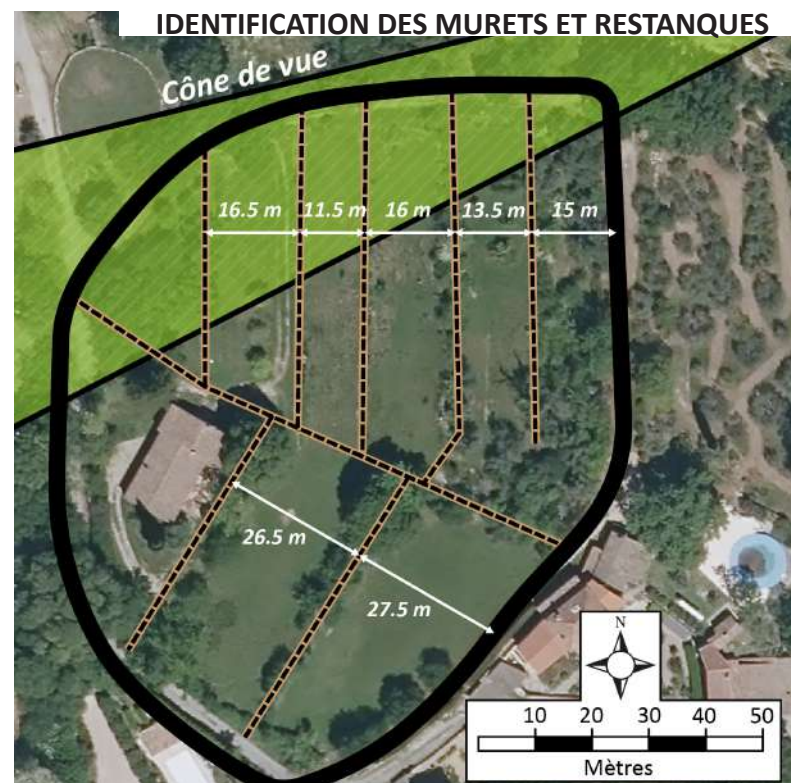 IDENTIFICATION DES MURETS ET RESTANQUES
Cône de vue
16.5 m 11.5 m 16 m 13.5 m 15 m
26.5 m
27.5 m
N
10 20 30 40 50
Mètres